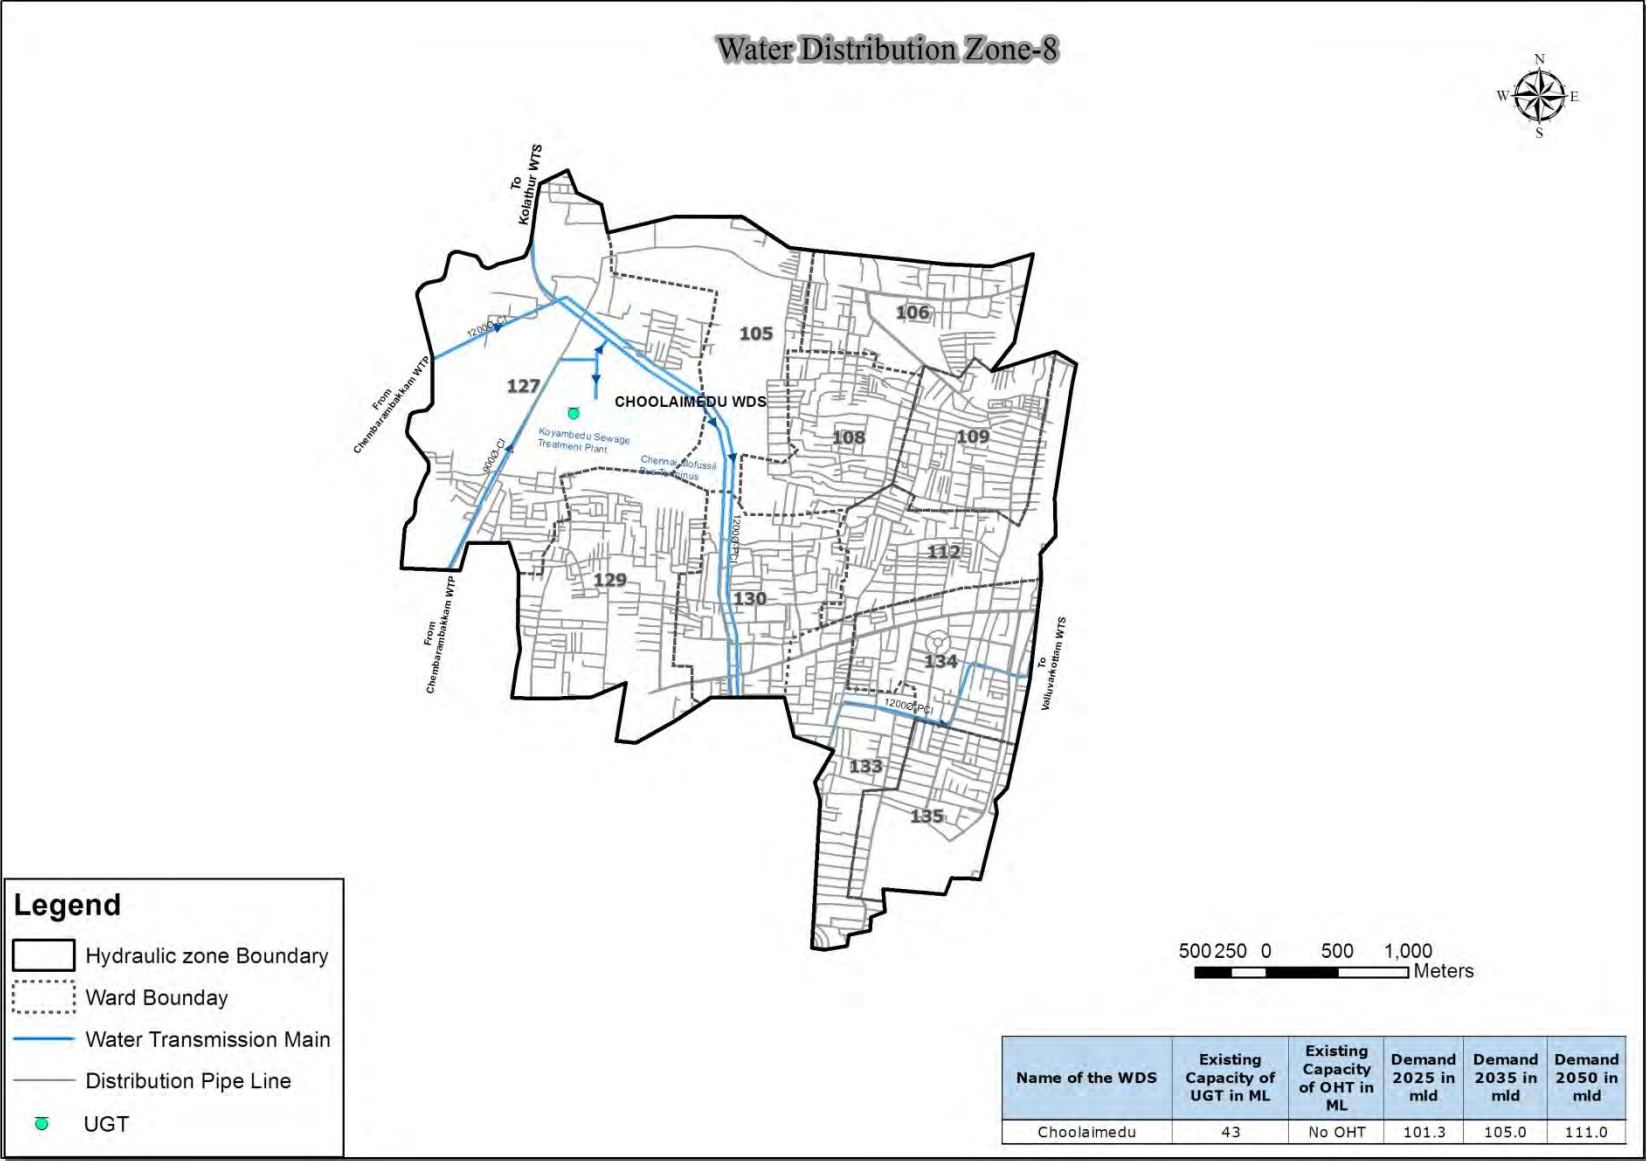 Water Distribution Zone-8
N
W
E
S
To
Kolathur WTS
1200Ø-CI
From
Chembarambakkam WTP
105
106
127
CHOOLAIMEDU WDS
108
109
Koyambedu Sewage
Treatment Plant
Chennai Mofussil
Bus Terminus
900Ø-CI
1200Ø-PCI
112
129
130
From
Chembarambakkam WTP
134
To
Valluvarkottam WTS
1200Ø-PCI
133
135
Legend
Hydraulic zone Boundary
Ward Bounday
Water Transmission Main
Distribution Pipe Line
UGT
500 250 0 500 1,000
Meters
Name of the WDS
Existing
Capacity of
UGT in ML
Existing
Capacity
of OHT in
ML
Demand
2025 in
mld
Demand
2035 in
mld
Demand
2050 in
mld
Choolaimedu 43 No OHT 101.3 105.0 111.0